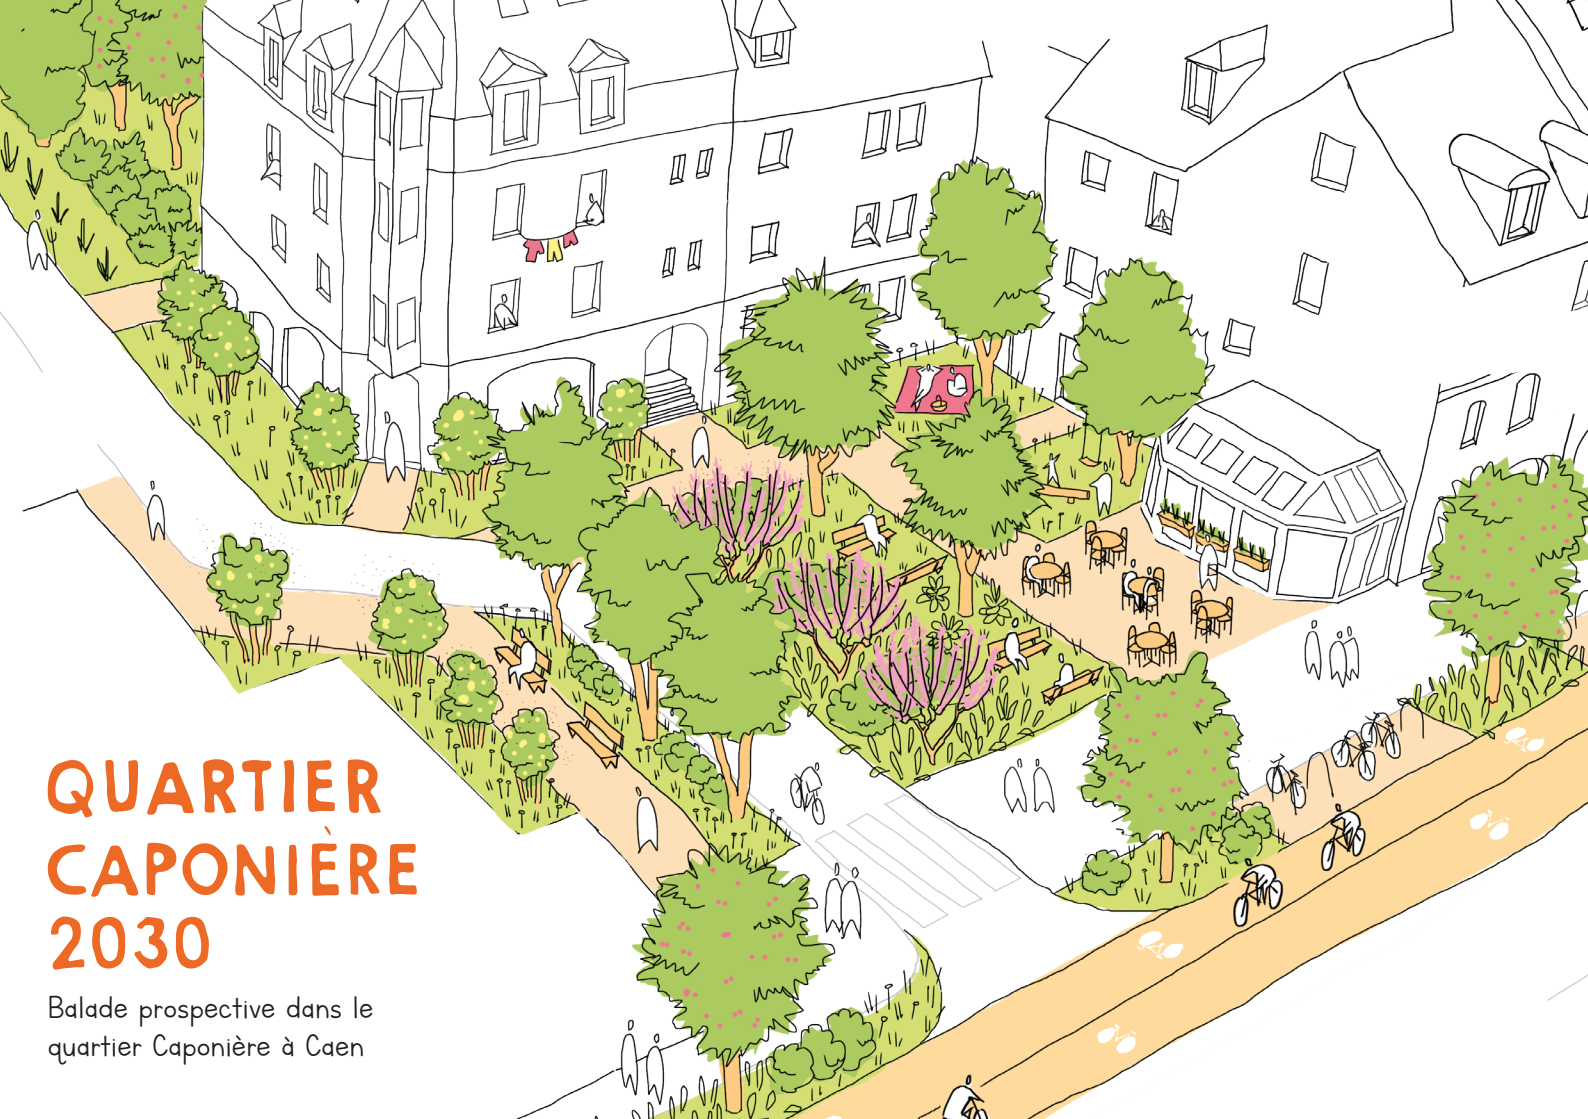 QUARTIER
CAPONIÈRE
2030
Balade prospective dans le
quartier Caponière à Caen